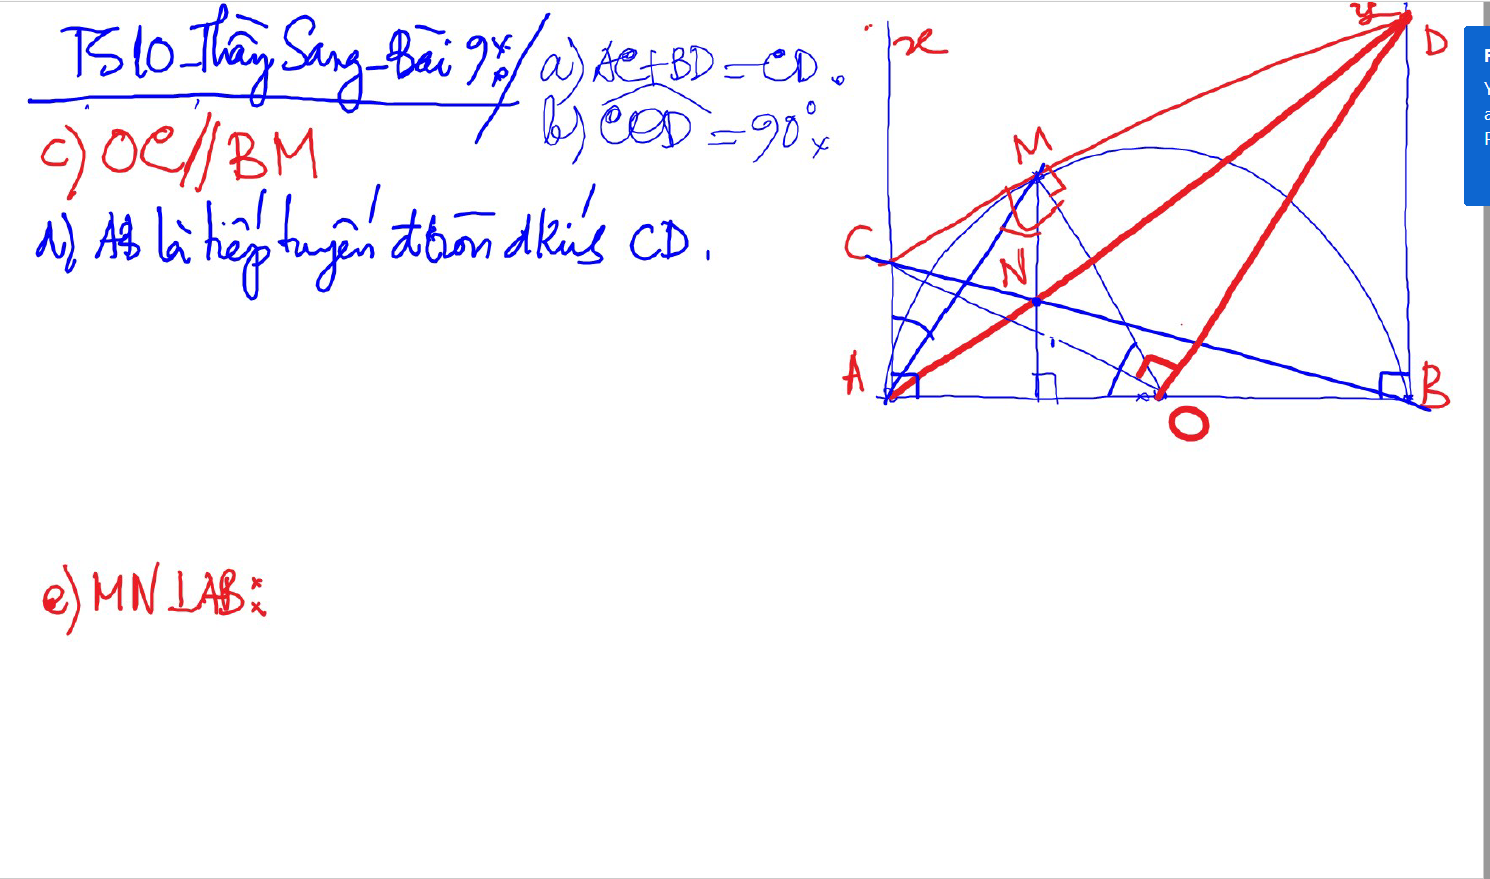 TS10_Thầy Sang_Bài 9
a) AC+BD=CD.
b) COD=90°
c) OC//BM
d) AB là tiếp tuyến đtròn đkính CD.
e) MN⊥AB:
x
y
D
M
C
N
A
B
O